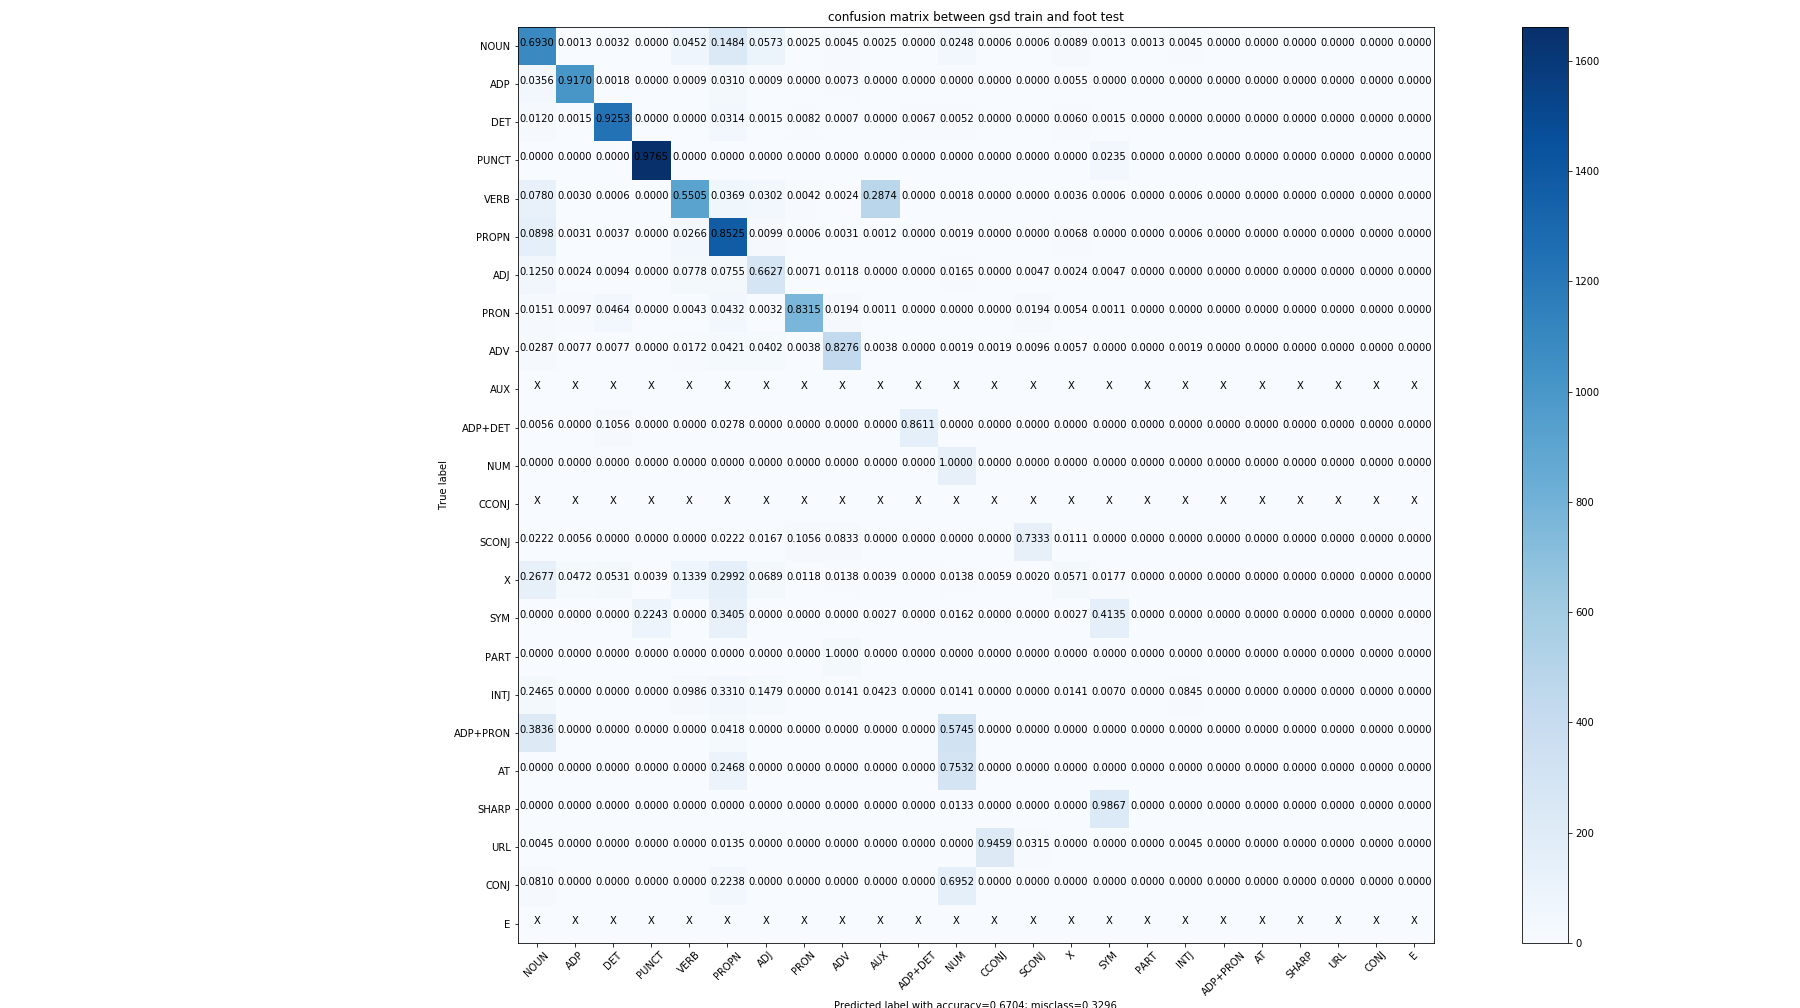 confusion matrix between gsd train and foot test
NOUN 0.6930 0.0013 0.0032 0.0000 0.0452 0.1484 0.0573 0.0025 0.0045 0.0025 0.0000 0.0248 0.0006 0.0006 0.0089 0.0013 0.0013 0.0045 0.0000 0.0000 0.0000 0.0000 0.0000 0.0000
ADP 0.0356 0.9170 0.0018 0.0000 0.0009 0.0310 0.0009 0.0000 0.0073 0.0000 0.0000 0.0000 0.0000 0.0000 0.0055 0.0000 0.0000 0.0000 0.0000 0.0000 0.0000 0.0000 0.0000 0.0000
DET 0.0120 0.0015 0.9253 0.0000 0.0000 0.0314 0.0015 0.0082 0.0007 0.0000 0.0067 0.0052 0.0000 0.0000 0.0060 0.0015 0.0000 0.0000 0.0000 0.0000 0.0000 0.0000 0.0000 0.0000
PUNCT 0.0000 0.0000 0.0000 0.9765 0.0000 0.0000 0.0000 0.0000 0.0000 0.0000 0.0000 0.0000 0.0000 0.0000 0.0000 0.0235 0.0000 0.0000 0.0000 0.0000 0.0000 0.0000 0.0000 0.0000
VERB 0.0780 0.0030 0.0006 0.0000 0.5505 0.0369 0.0302 0.0042 0.0024 0.2874 0.0000 0.0018 0.0000 0.0000 0.0036 0.0006 0.0000 0.0006 0.0000 0.0000 0.0000 0.0000 0.0000 0.0000
PROPN 0.0898 0.0031 0.0037 0.0000 0.0266 0.8525 0.0099 0.0006 0.0031 0.0012 0.0000 0.0019 0.0000 0.0000 0.0068 0.0000 0.0000 0.0006 0.0000 0.0000 0.0000 0.0000 0.0000 0.0000
ADJ 0.1250 0.0024 0.0094 0.0000 0.0778 0.0755 0.6627 0.0071 0.0118 0.0000 0.0000 0.0165 0.0000 0.0047 0.0024 0.0047 0.0000 0.0000 0.0000 0.0000 0.0000 0.0000 0.0000 0.0000
PRON 0.0151 0.0097 0.0464 0.0000 0.0043 0.0432 0.0032 0.8315 0.0194 0.0011 0.0000 0.0000 0.0000 0.0194 0.0054 0.0011 0.0000 0.0000 0.0000 0.0000 0.0000 0.0000 0.0000 0.0000
ADV 0.0287 0.0077 0.0077 0.0000 0.0172 0.0421 0.0402 0.0038 0.8276 0.0038 0.0000 0.0019 0.0019 0.0096 0.0057 0.0000 0.0000 0.0019 0.0000 0.0000 0.0000 0.0000 0.0000 0.0000
AUX X X X X X X X X X X X X X X X X X X X X X X X X
ADP+DET 0.0056 0.0000 0.1056 0.0000 0.0000 0.0278 0.0000 0.0000 0.0000 0.0000 0.8611 0.0000 0.0000 0.0000 0.0000 0.0000 0.0000 0.0000 0.0000 0.0000 0.0000 0.0000 0.0000 0.0000
NUM 0.0000 0.0000 0.0000 0.0000 0.0000 0.0000 0.0000 0.0000 0.0000 0.0000 0.0000 1.0000 0.0000 0.0000 0.0000 0.0000 0.0000 0.0000 0.0000 0.0000 0.0000 0.0000 0.0000 0.0000
True label
CCONJ X X X X X X X X X X X X X X X X X X X X X X X X
SCONJ 0.0222 0.0056 0.0000 0.0000 0.0000 0.0222 0.0167 0.1056 0.0833 0.0000 0.0000 0.0000 0.0000 0.7333 0.0111 0.0000 0.0000 0.0000 0.0000 0.0000 0.0000 0.0000 0.0000 0.0000
X 0.2677 0.0472 0.0531 0.0039 0.1339 0.2992 0.0689 0.0118 0.0138 0.0039 0.0000 0.0138 0.0059 0.0020 0.0571 0.0177 0.0000 0.0000 0.0000 0.0000 0.0000 0.0000 0.0000 0.0000
SYM 0.0000 0.0000 0.0000 0.2243 0.0000 0.3405 0.0000 0.0000 0.0000 0.0027 0.0000 0.0162 0.0000 0.0000 0.0027 0.4135 0.0000 0.0000 0.0000 0.0000 0.0000 0.0000 0.0000 0.0000
PART 0.0000 0.0000 0.0000 0.0000 0.0000 0.0000 0.0000 0.0000 1.0000 0.0000 0.0000 0.0000 0.0000 0.0000 0.0000 0.0000 0.0000 0.0000 0.0000 0.0000 0.0000 0.0000 0.0000 0.0000
INTJ 0.2465 0.0000 0.0000 0.0000 0.0986 0.3310 0.1479 0.0000 0.0141 0.0423 0.0000 0.0141 0.0000 0.0000 0.0141 0.0070 0.0000 0.0845 0.0000 0.0000 0.0000 0.0000 0.0000 0.0000
ADP+PRON 0.3836 0.0000 0.0000 0.0000 0.0000 0.0418 0.0000 0.0000 0.0000 0.0000 0.0000 0.5745 0.0000 0.0000 0.0000 0.0000 0.0000 0.0000 0.0000 0.0000 0.0000 0.0000 0.0000 0.0000
AT 0.0000 0.0000 0.0000 0.0000 0.0000 0.2468 0.0000 0.0000 0.0000 0.0000 0.0000 0.7532 0.0000 0.0000 0.0000 0.0000 0.0000 0.0000 0.0000 0.0000 0.0000 0.0000 0.0000 0.0000
SHARP 0.0000 0.0000 0.0000 0.0000 0.0000 0.0000 0.0000 0.0000 0.0000 0.0000 0.0000 0.0133 0.0000 0.0000 0.0000 0.9867 0.0000 0.0000 0.0000 0.0000 0.0000 0.0000 0.0000 0.0000
URL 0.0045 0.0000 0.0000 0.0000 0.0000 0.0135 0.0000 0.0000 0.0000 0.0000 0.0000 0.0000 0.9459 0.0315 0.0000 0.0000 0.0000 0.0045 0.0000 0.0000 0.0000 0.0000 0.0000 0.0000
CONJ 0.0810 0.0000 0.0000 0.0000 0.0000 0.2238 0.0000 0.0000 0.0000 0.0000 0.0000 0.6952 0.0000 0.0000 0.0000 0.0000 0.0000 0.0000 0.0000 0.0000 0.0000 0.0000 0.0000 0.0000
E X X X X X X X X X X X X X X X X X X X X X X X X
NOUN ADP DET PUNCT VERB PROPN ADJ PRON ADV AUX ADP+DET NUM CCONJ SCONJ X SYM PART INTJ ADP+PRON AT SHARP URL CONJ E
Predicted label with accuracy=0.6704; misclass=0.3296
1600
1400
1200
1000
800
600
400
200
0